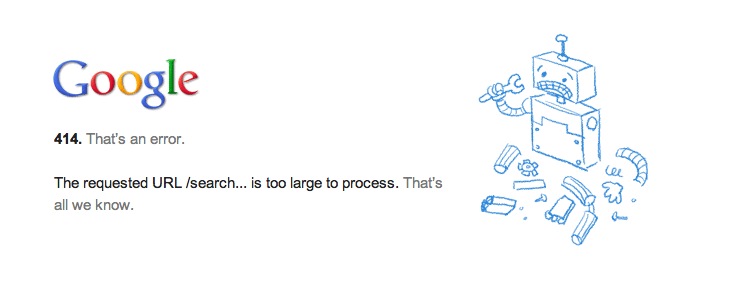 Google
414. That's an error.
The requested URL /search... is too large to process. That's
all we know.